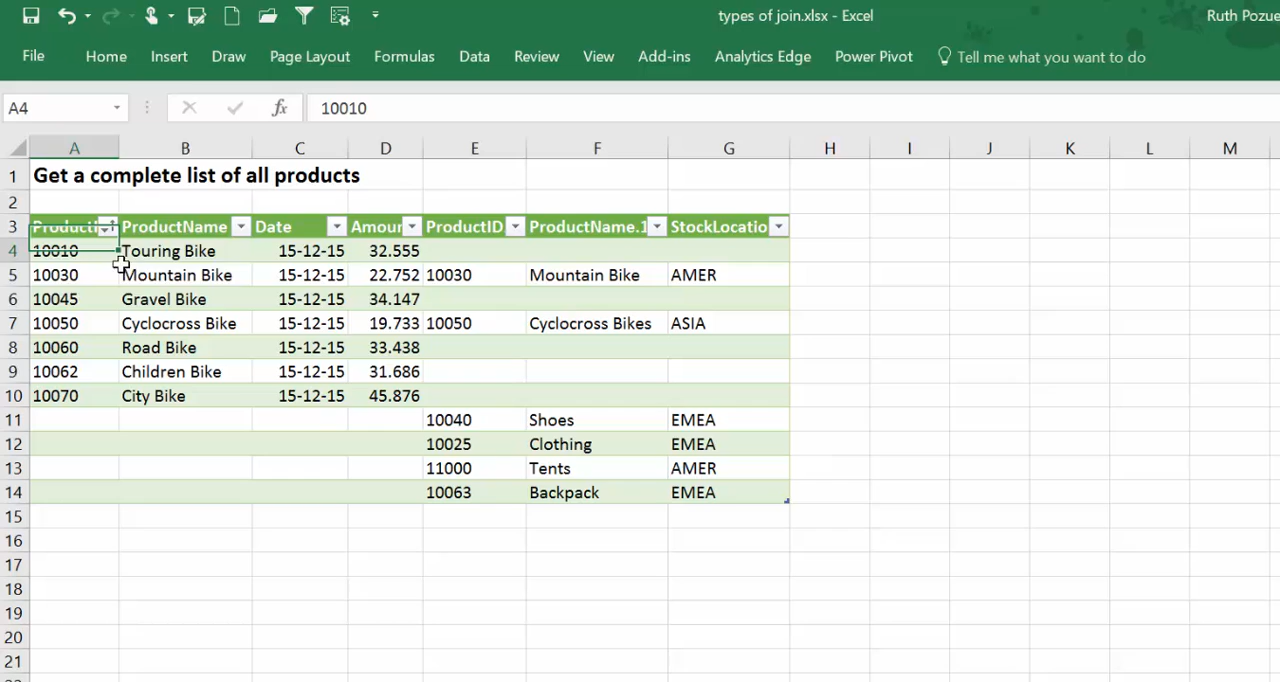 types of join.xlsx - Excel
Ruth Pozue
File Home Insert Draw Page Layout Formulas Data Review View Add-ins Analytics Edge Power Pivot Tell me what you want to do
A4 fx 10010
A B C D E F G H I J K L M
1 Get a complete list of all products
2
3 ProductI ProductName Date Amour ProductID ProductName.1 StockLocatio
4 10010 Touring Bike 15-12-15 32.555
5 10030 Mountain Bike 15-12-15 22.752 10030 Mountain Bike AMER
6 10045 Gravel Bike 15-12-15 34.147
7 10050 Cyclocross Bike 15-12-15 19.733 10050 Cyclocross Bikes ASIA
8 10060 Road Bike 15-12-15 33.438
9 10062 Children Bike 15-12-15 31.686
10 10070 City Bike 15-12-15 45.876
11 10040 Shoes EMEA
12 10025 Clothing EMEA
13 11000 Tents AMER
14 10063 Backpack EMEA
15
16
17
18
19
20
21